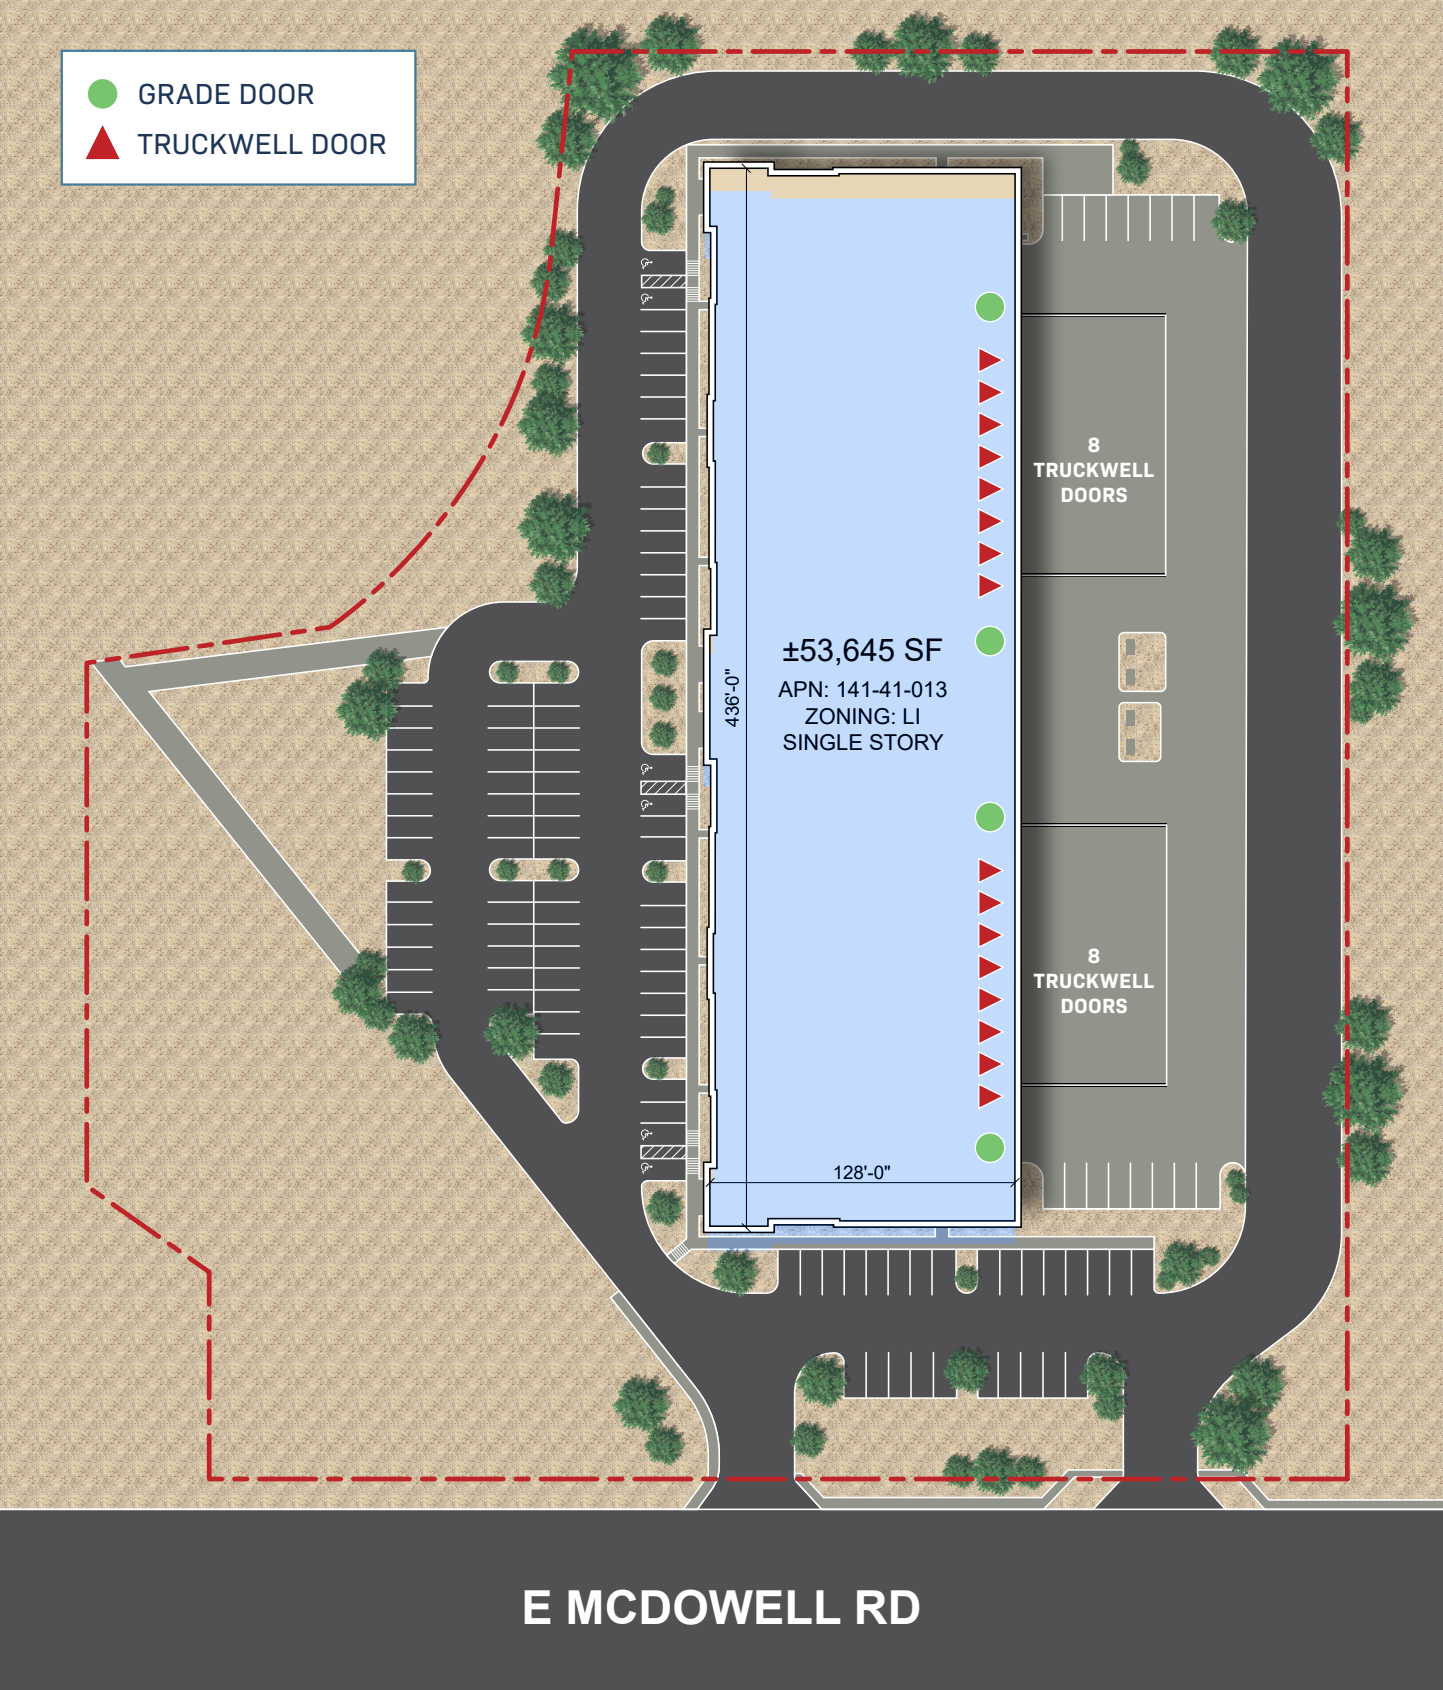 GRADE DOOR
TRUCKWELL DOOR
8
TRUCKWELL
DOORS
±53,645 SF
APN: 141-41-013
ZONING: LI
SINGLE STORY
436'-0"
8
TRUCKWELL
DOORS
128'-0"
E MCDOWELL RD